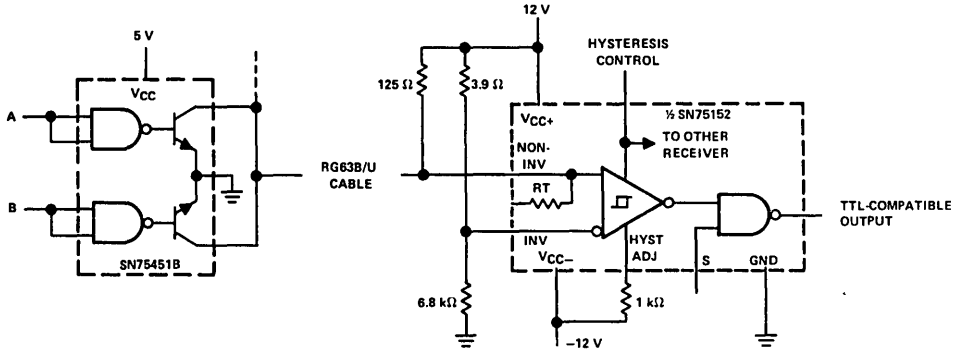 12 V
5 V
HYSTERESIS
CONTROL
VCC
125 Ω
3.9 Ω
A
VCC+
½ SN75152
TO OTHER
RECEIVER
NON-
INV
RG63B/U
CABLE
RT
TTL-COMPATIBLE
OUTPUT
B
INV
HYST
ADJ
VCC–
S
GND
SN75451B
6.8 kΩ
1 kΩ
–12 V